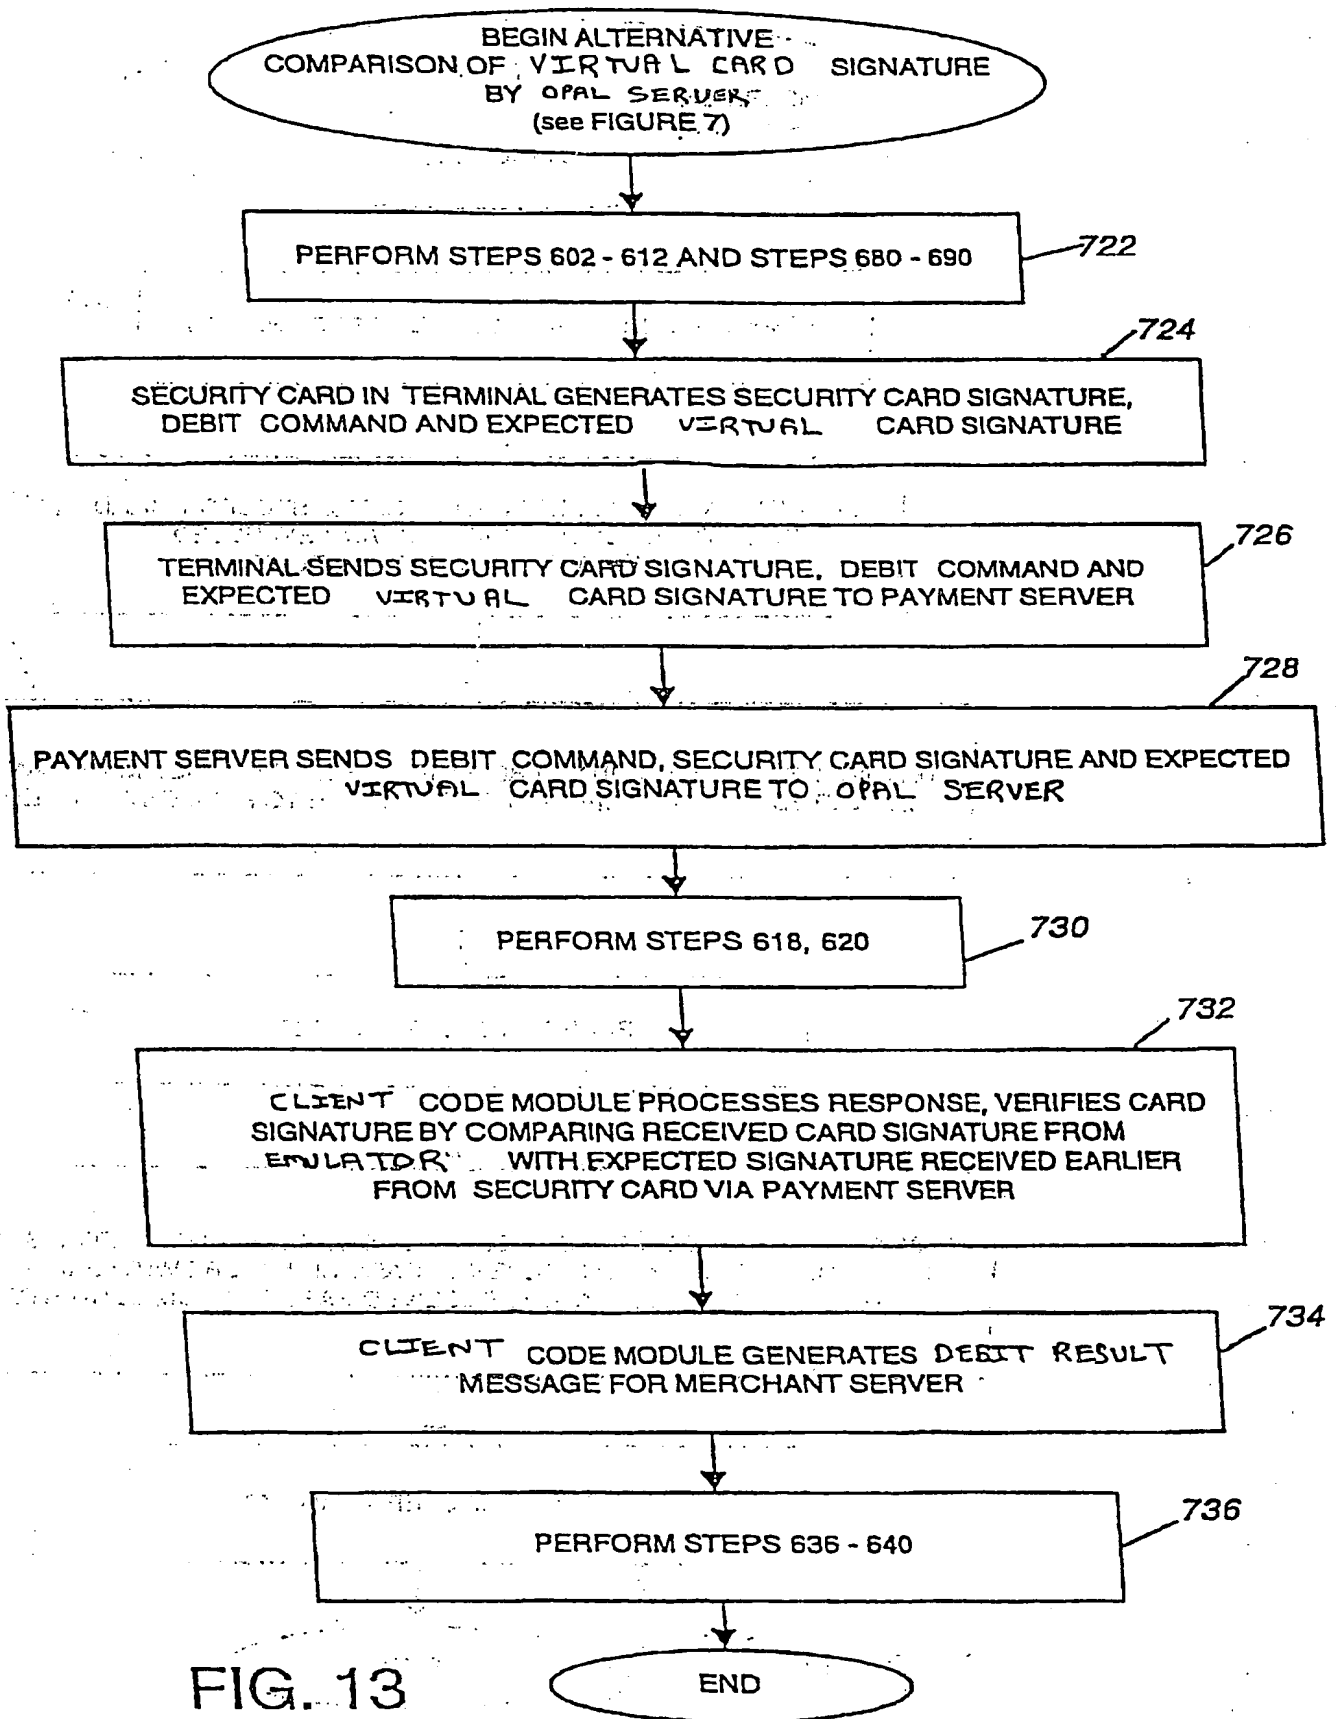 BEGIN ALTERNATIVE
COMPARISON OF VIRTUAL CARD SIGNATURE
BY OPAL SERVER
(see FIGURE 7)
PERFORM STEPS 602 - 612 AND STEPS 680 - 690
722
724
SECURITY CARD IN TERMINAL GENERATES SECURITY CARD SIGNATURE,
DEBIT COMMAND AND EXPECTED VIRTUAL CARD SIGNATURE
726
TERMINAL SENDS SECURITY CARD SIGNATURE, DEBIT COMMAND AND
EXPECTED VIRTUAL CARD SIGNATURE TO PAYMENT SERVER
728
PAYMENT SERVER SENDS DEBIT COMMAND, SECURITY CARD SIGNATURE AND EXPECTED
VIRTUAL CARD SIGNATURE TO OPAL SERVER
PERFORM STEPS 618, 620
730
732
CLIENT CODE MODULE PROCESSES RESPONSE, VERIFIES CARD
SIGNATURE BY COMPARING RECEIVED CARD SIGNATURE FROM
EMULATOR WITH EXPECTED SIGNATURE RECEIVED EARLIER
FROM SECURITY CARD VIA PAYMENT SERVER
734
CLIENT CODE MODULE GENERATES DEBIT RESULT
MESSAGE FOR MERCHANT SERVER
736
PERFORM STEPS 636 - 640
END
FIG. 13